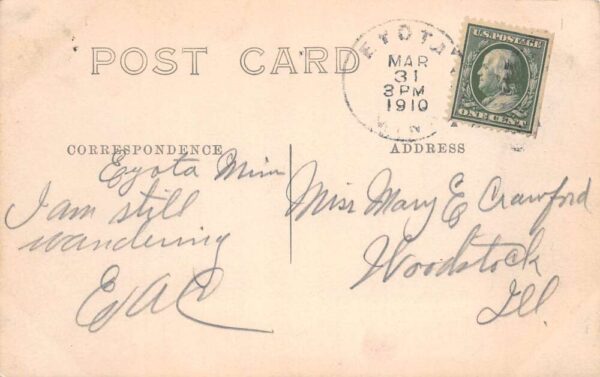 POST CARD
EYOTA
MAR
31
3 PM
1910
MINN
U.S. POSTAGE
ONE CENT
CORRESPONDENCE
Eyota Minn
I am still
wandering
EAC
ADDRESS
Miss Mary E Crawford
Woodstock
Ill